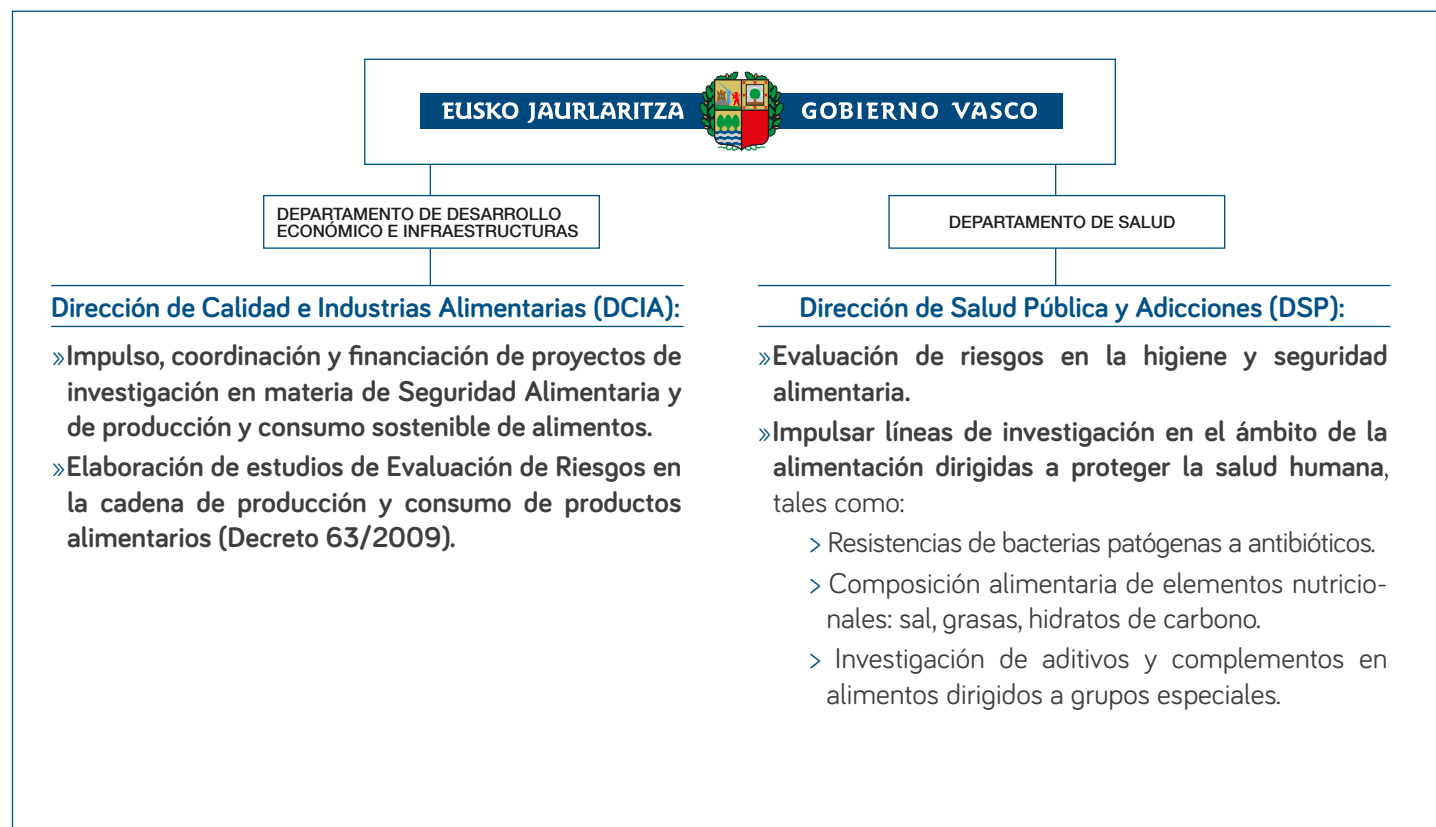 EUSKO JAURLARITZA GOBIERNO VASCO
DEPARTAMENTO DE DESARROLLO
ECONÓMICO E INFRAESTRUCTURAS
DEPARTAMENTO DE SALUD
Dirección de Calidad e Industrias Alimentarias (DCIA):
»Impulso, coordinación y financiación de proyectos de
investigación en materia de Seguridad Alimentaria y
de producción y consumo sostenible de alimentos.
»Elaboración de estudios de Evaluación de Riesgos en
la cadena de producción y consumo de productos
alimentarios (Decreto 63/2009).
Dirección de Salud Pública y Adicciones (DSP):
»Evaluación de riesgos en la higiene y seguridad
alimentaria.
»Impulsar líneas de investigación en el ámbito de la
alimentación dirigidas a proteger la salud humana,
tales como:
> Resistencias de bacterias patógenas a antibióticos.
> Composición alimentaria de elementos nutricio-
nales: sal, grasas, hidratos de carbono.
> Investigación de aditivos y complementos en
alimentos dirigidos a grupos especiales.